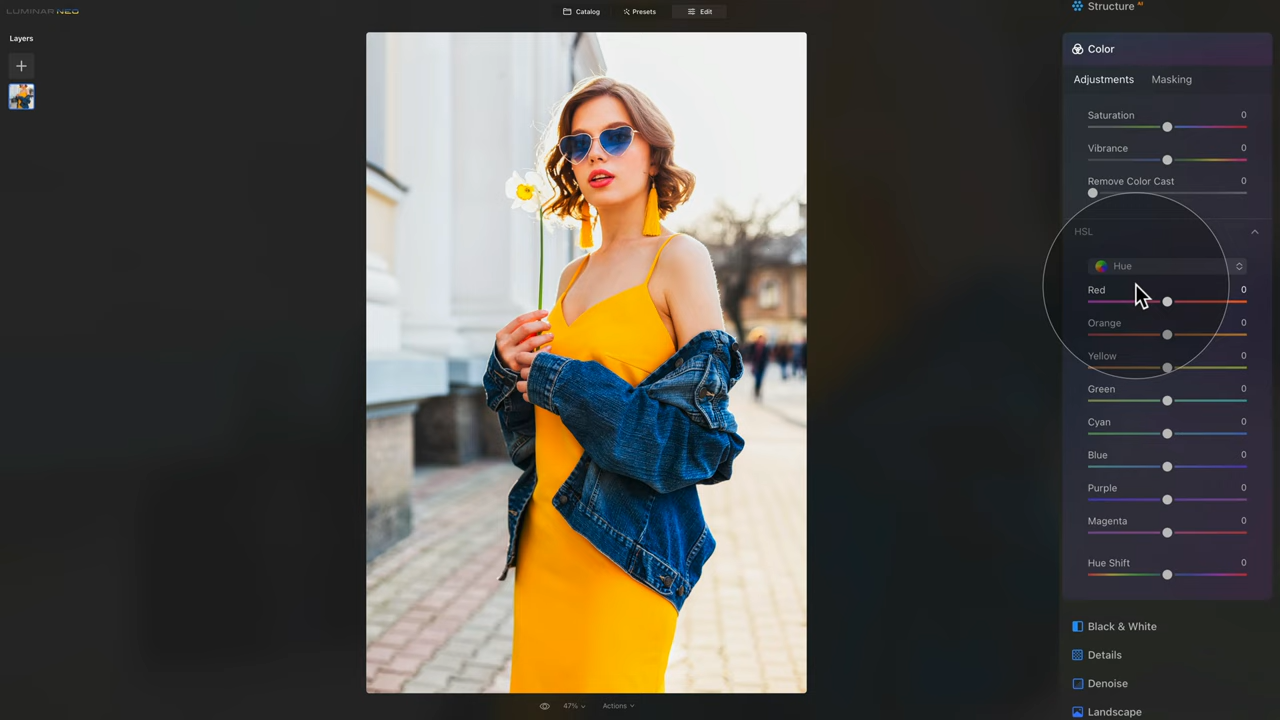 LUMINAR NEO
Catalog
Presets
Edit
Layers
Structure AI
Color
Adjustments
Masking
Saturation 0
Vibrance 0
Remove Color Cast 0
HSL
Hue
Red 0
Orange 0
Yellow 0
Green 0
Cyan 0
Blue 0
Purple 0
Magenta 0
Hue Shift 0
Black & White
Details
Denoise
Landscape
47%
Actions